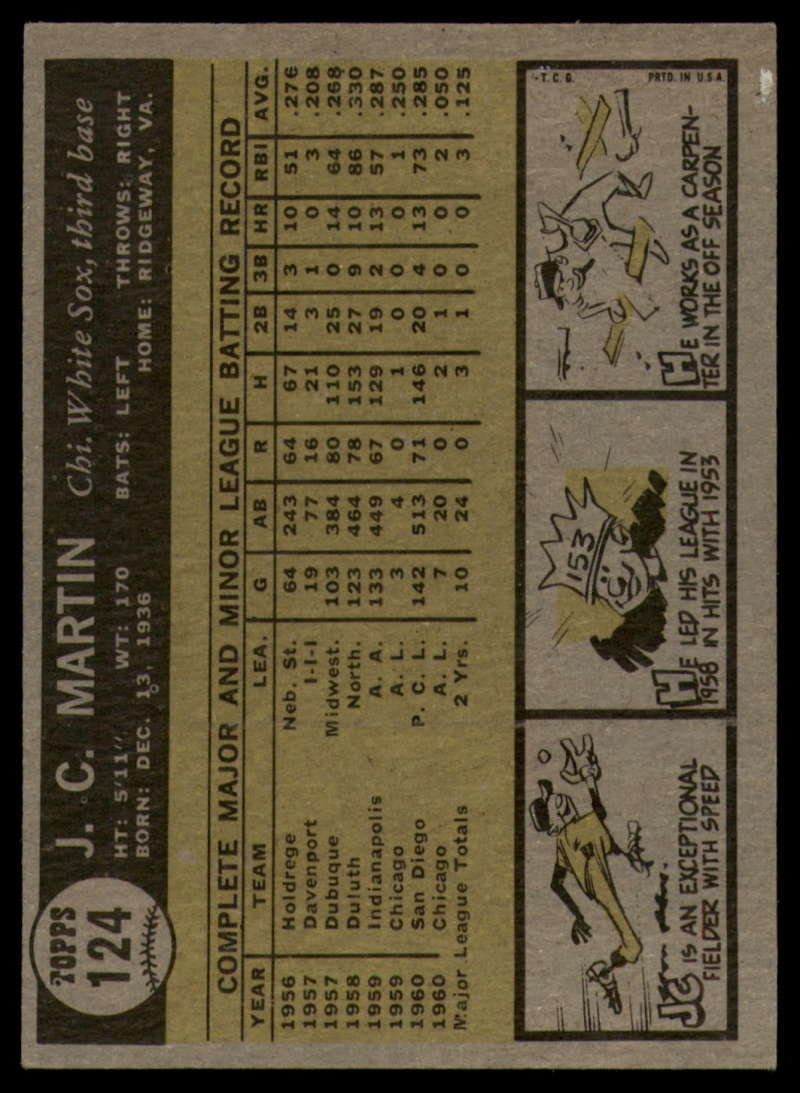 TOPPS
124
J. C. MARTIN Chi. White Sox, third base
HT: 5'11" WT: 170 BATS: LEFT THROWS: RIGHT
BORN: DEC. 13, 1936 HOME: RIDGEWAY, VA.
COMPLETE MAJOR AND MINOR LEAGUE BATTING RECORD
YEAR TEAM LEA. G AB R H 2B 3B HR RBI AVG.
1956 Holdrege Neb. St. 64 243 64 67 14 3 10 51 .276
1957 Davenport I-I-I 19 77 16 21 3 1 0 3 .208
1957 Dubuque Midwest. 103 384 80 110 25 0 14 64 .268
1958 Duluth North. 123 464 78 153 27 9 10 86 .330
1959 Indianapolis A. A. 133 449 67 129 19 2 13 57 .287
1959 Chicago A. L. 3 4 0 1 0 0 0 1 .250
1960 San Diego P. C. L. 142 513 71 146 20 4 13 73 .285
1960 Chicago A. L. 7 20 0 2 1 0 0 2 .050
Major League Totals 2 Yrs. 10 24 0 3 1 0 0 3 .125
JC IS AN EXCEPTIONAL
FIELDER WITH SPEED
153
HE LED HIS LEAGUE IN
1958 IN HITS WITH 153
T.C.G. PRTD. IN U.S.A.
HE WORKS AS A CARPEN-
TER IN THE OFF SEASON